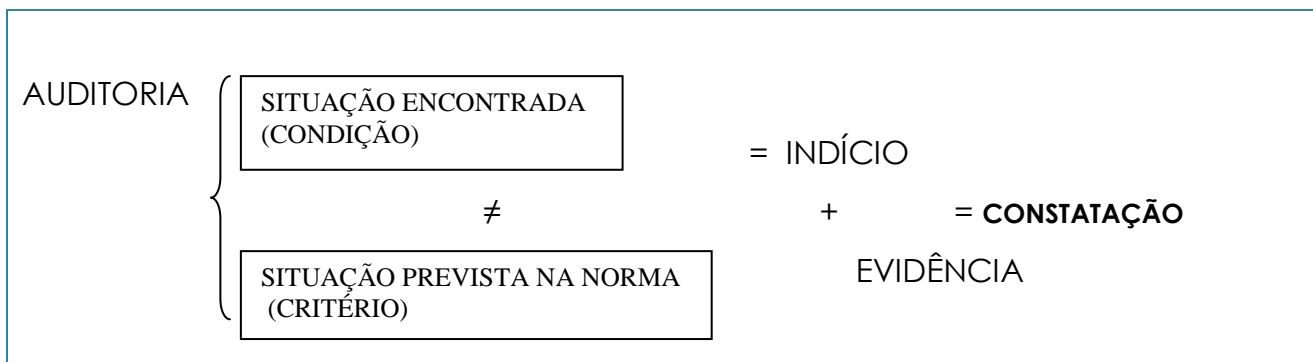 AUDITORIA
SITUAÇÃO ENCONTRADA
(CONDIÇÃO)
= INDÍCIO
≠
+ = CONSTATAÇÃO
SITUAÇÃO PREVISTA NA NORMA
(CRITÉRIO)
EVIDÊNCIA